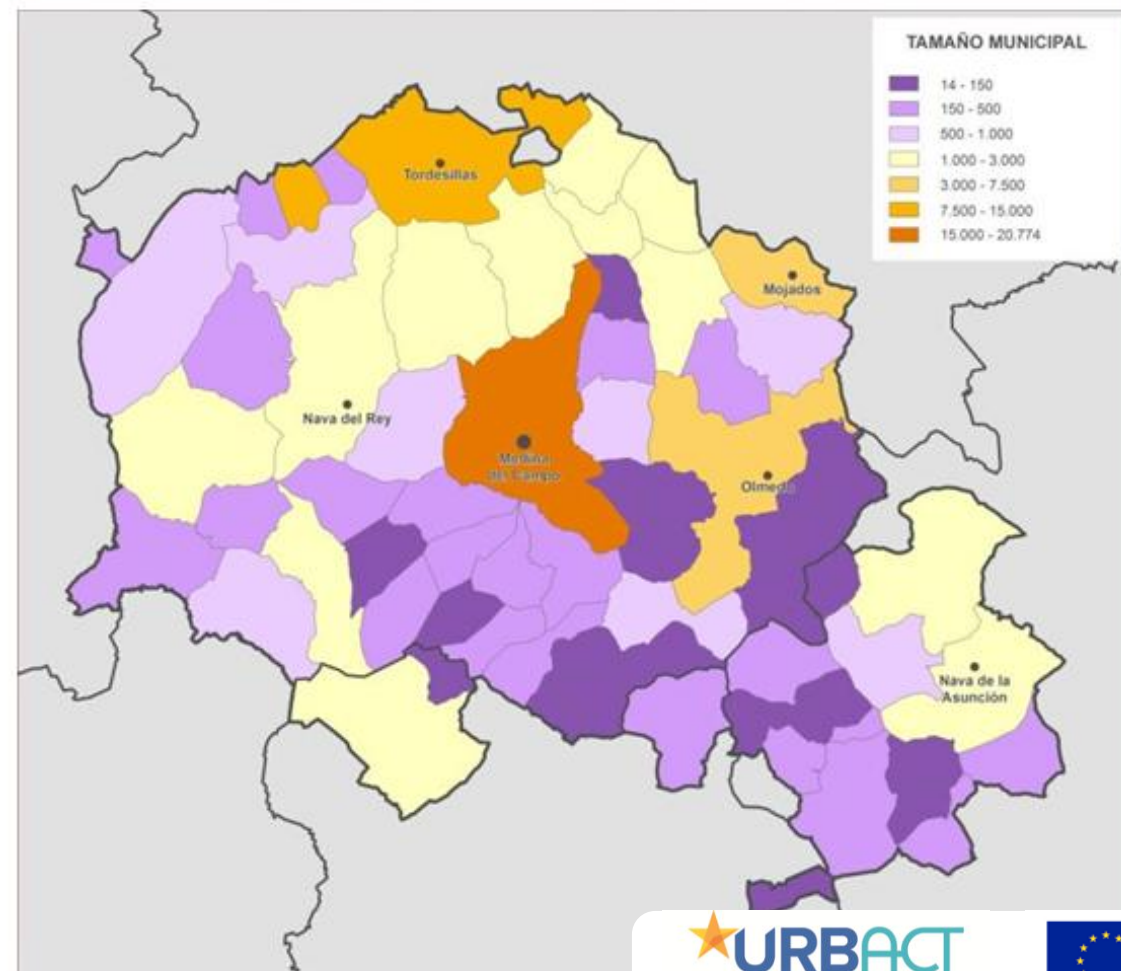 TAMAÑO MUNICIPAL
14 - 150
150 - 500
500 - 1.000
1.000 - 3.000
3.000 - 7.500
7.500 - 15.000
15.000 - 20.774
Tordesillas
Mojados
Nava del Rey
Medina
del Campo
Olmedo
Nava de la
Asunción
URBACT